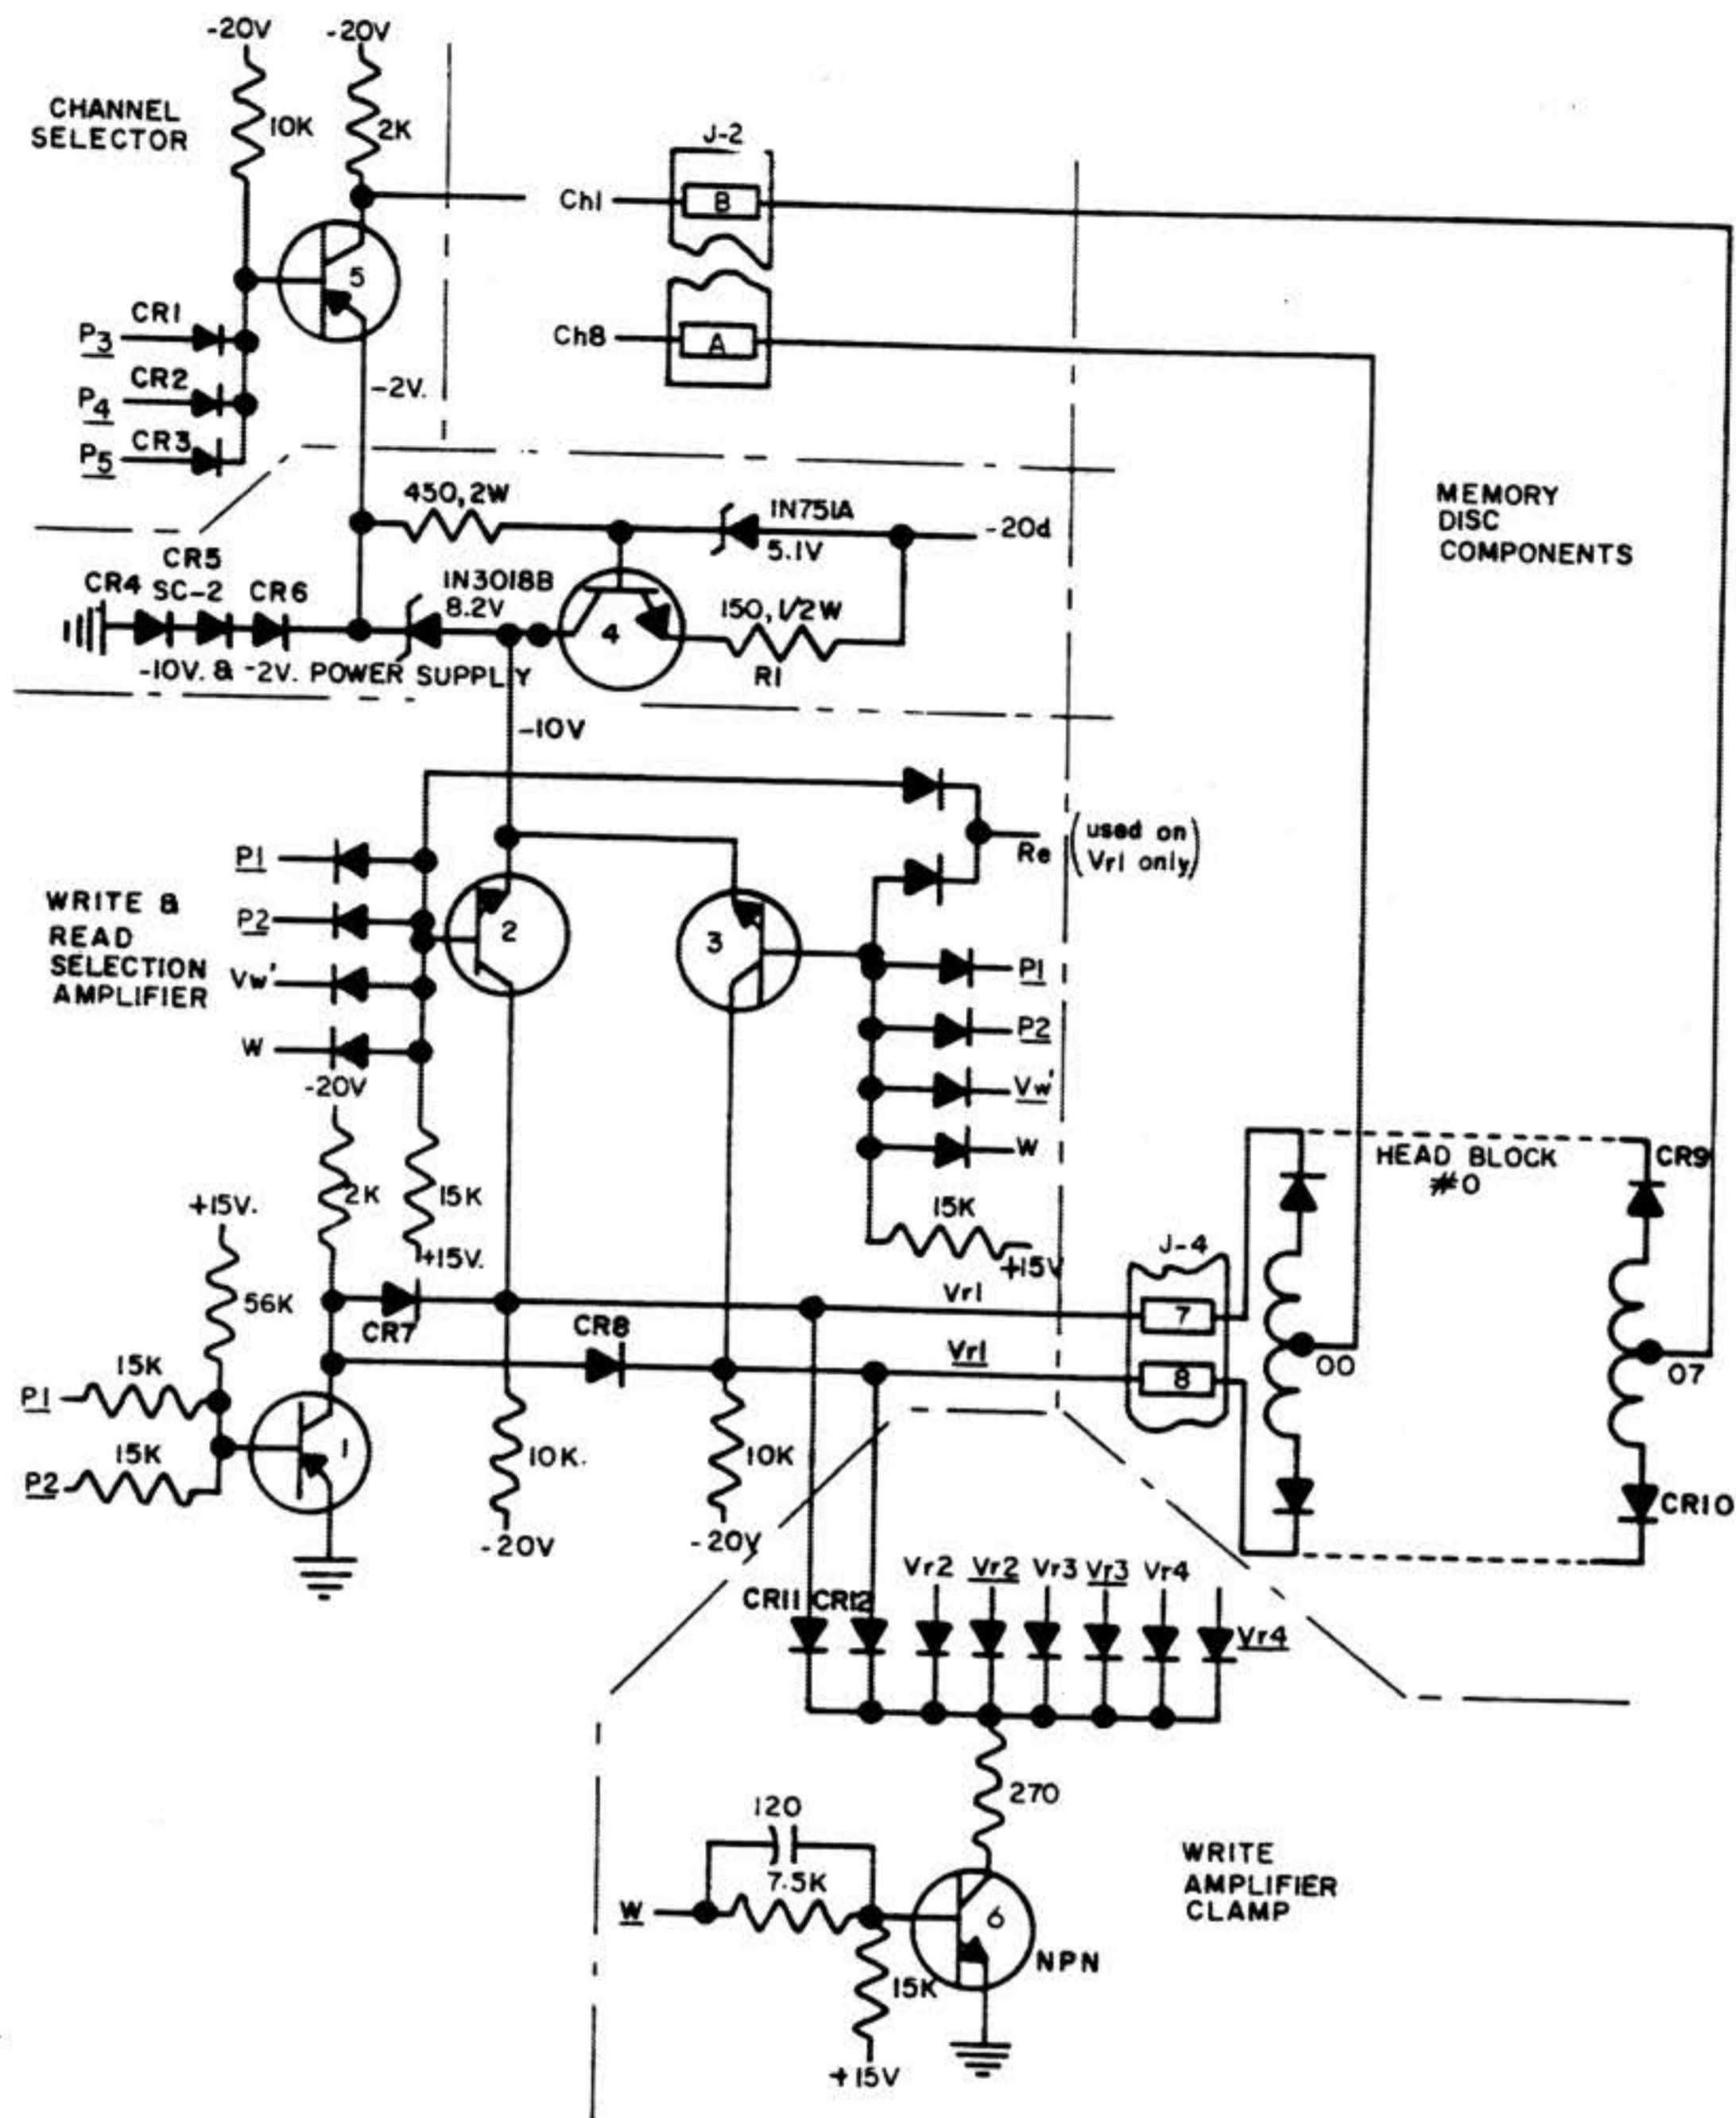 -20V
-20V
CHANNEL
SELECTOR
10K
2K
J-2
Ch1
B
5
CR1
P3
Ch8
A
CR2
P4
-2V.
CR3
P5
MEMORY
DISC
COMPONENTS
450,2W
1N751A
5.1V
-20d
CR5
CR4
SC-2
CR6
1N3018B
8.2V
4
150,1/2W
R1
-10V. & -2V. POWER SUPPLY
-10V
Re
(used on
Vr1 only)
P1
WRITE &
READ
SELECTION
AMPLIFIER
P2
2
3
P1
Vw'
P2
W
Vw'
-20V
W
HEAD BLOCK
#0
CR9
2K
15K
15K
+15V.
J-4
+15V.
+15V
56K
Vr1
7
CR7
CR8
Vr1
8
00
07
15K
P1
15K
P2
1
10K.
10K
CR10
-20V
-20V
Vr2
Vr2
Vr3
Vr3
Vr4
CR11
CR12
Vr4
270
120
7.5K
W
6
NPN
15K
+15V
WRITE
AMPLIFIER
CLAMP